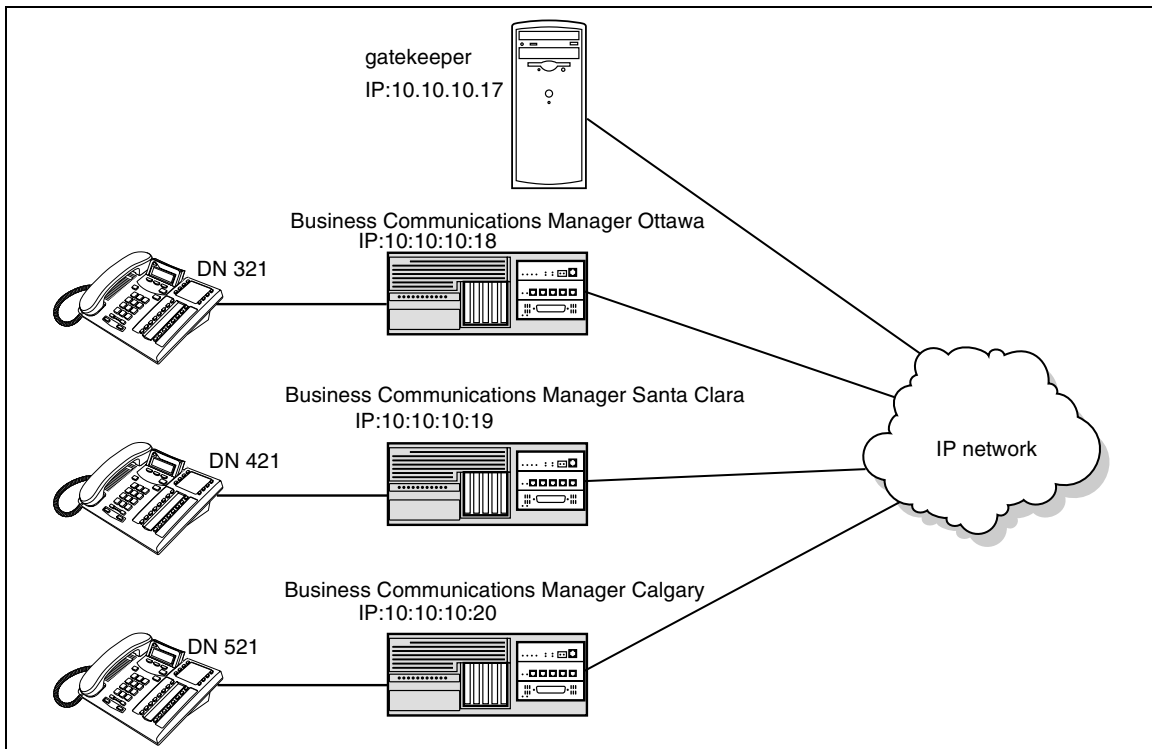 gatekeeper
IP:10.10.10.17
Business Communications Manager Ottawa
IP:10:10:10:18
DN 321
Business Communications Manager Santa Clara
IP:10:10:10:19
DN 421
IP network
Business Communications Manager Calgary
IP:10:10:10:20
DN 521